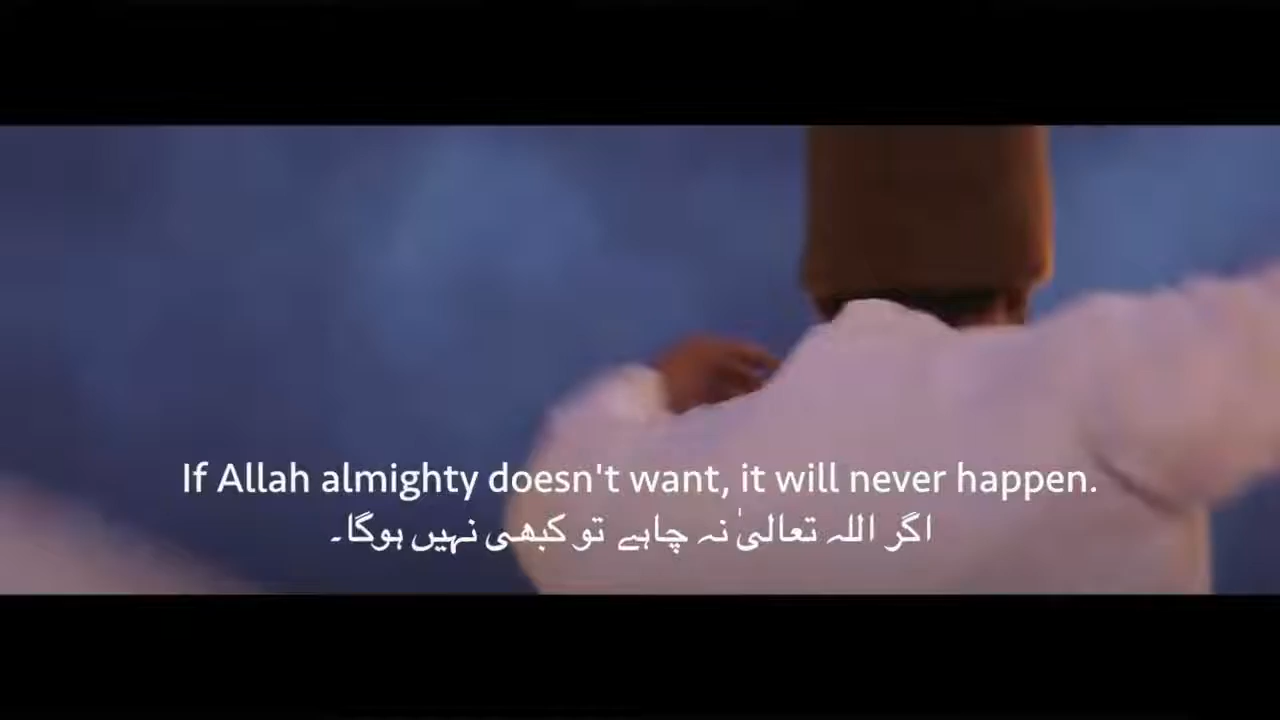 If Allah almighty doesn't want, it will never happen.
اگر اللہ تعالیٰ نہ چاہے تو کبھی نہیں ہوگا۔